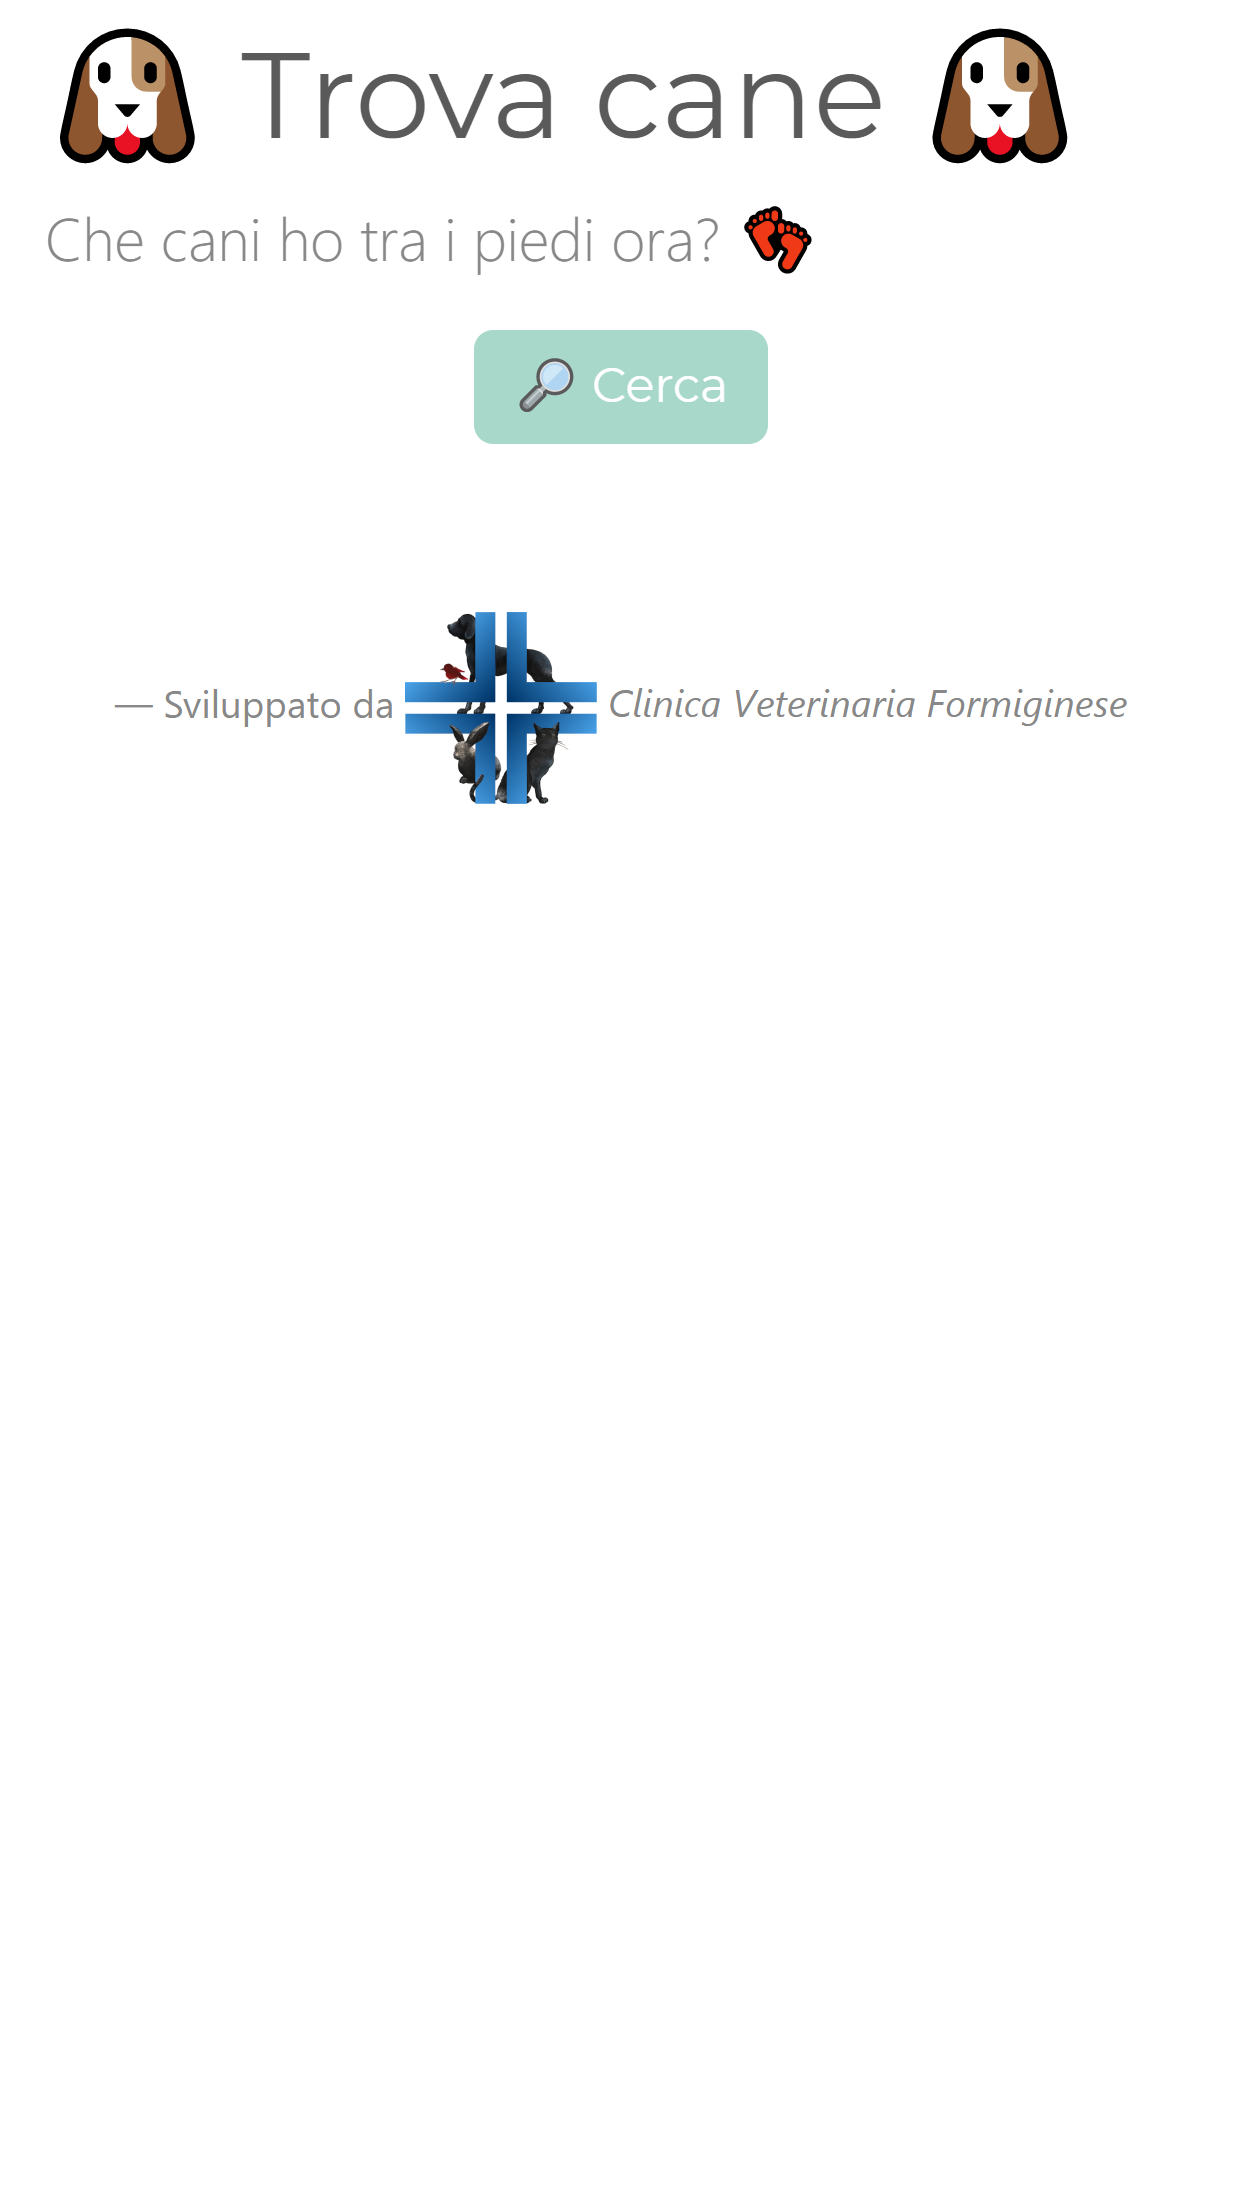 Trova cane
Che cani ho tra i piedi ora?
Cerca
— Sviluppato da Clinica Veterinaria Formiginese